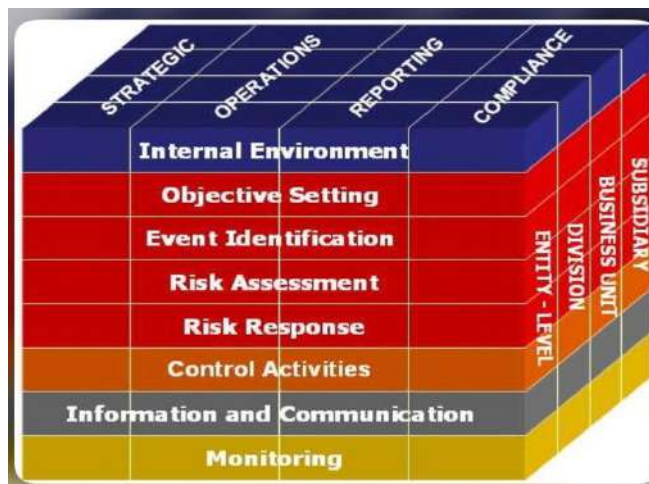 STRATEGIC
OPERATIONS
REPORTING
COMPLIANCE
Internal Environment
Objective Setting
Event Identification
Risk Assessment
Risk Response
Control Activities
Information and Communication
Monitoring
ENTITY - LEVEL
DIVISION
BUSINESS UNIT
SUBSIDIARY